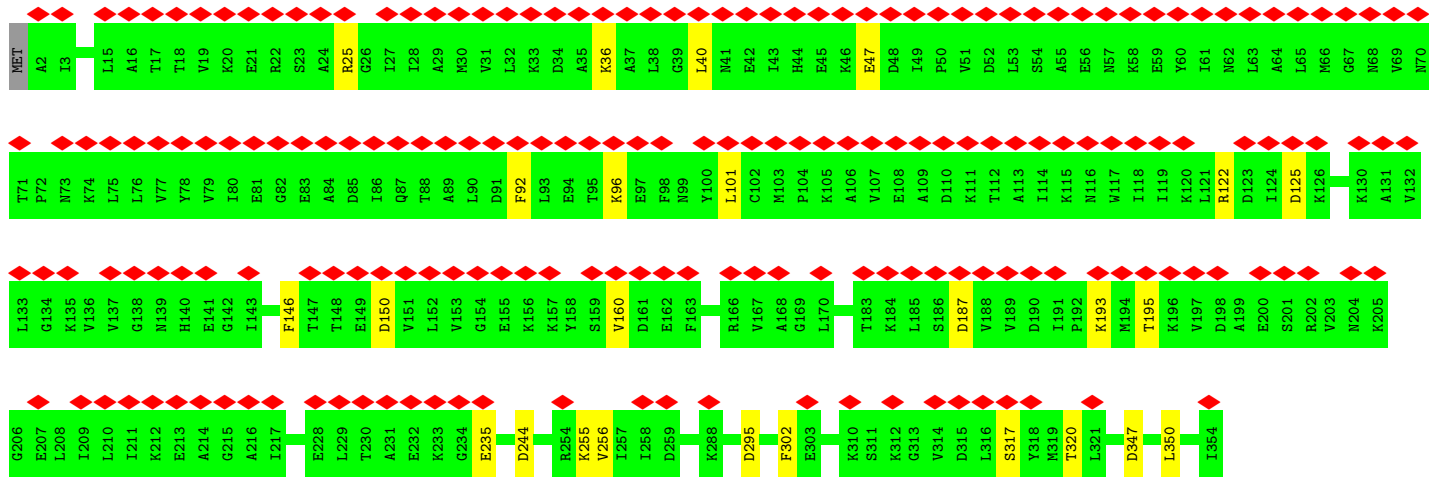 MET A2 I3 L15 A16 T17 T18 V19 K20 E21 R22 S23 A24 R25 G26 I27 I28 A29 M30 V31 L32 K33 D34 A35 K36 A37 L38 G39 L40 N41 E42 I43 H44 E45 K46 E47 D48 I49 P50 V51 D52 L53 S54 A55 E56 N57 K58 E59 Y60 I61 N62 L63 A64 L65 M66 G67 N68 V69 N70
T71 P72 N73 K74 L75 L76 V77 Y78 V79 I80 E81 G82 E83 A84 D85 I86 Q87 T88 A89 L90 D91 F92 L93 E94 T95 K96 E97 F98 N99 Y100 L101 C102 M103 P104 K105 A106 V107 E108 A109 D110 K111 T112 A113 I114 K115 N116 W117 I118 I119 K120 L121 R122 D123 I124 D125 K126 K130 A131 V132
L133 G134 K135 V136 V137 G138 N139 H140 E141 G142 I143 F146 T147 T148 E149 D150 V151 L152 V153 G154 E155 K156 K157 Y158 S159 V160 D161 E162 F163 R166 V167 A168 G169 L170 T183 K184 L185 S186 D187 V188 V189 D190 I191 P192 K193 M194 T195 K196 V197 D198 A199 E200 S201 R202 V203 N204 K205
G206 E207 L208 I209 L210 I211 K212 E213 A214 G215 A216 I217 E228 L229 T230 A231 E232 K233 G234 E235 D244 R254 K255 V256 I257 I258 D259 K288 D295 F302 E303 K310 S311 K312 G313 V314 D315 L316 S317 Y318 M319 T320 L321 D347 L350 I354